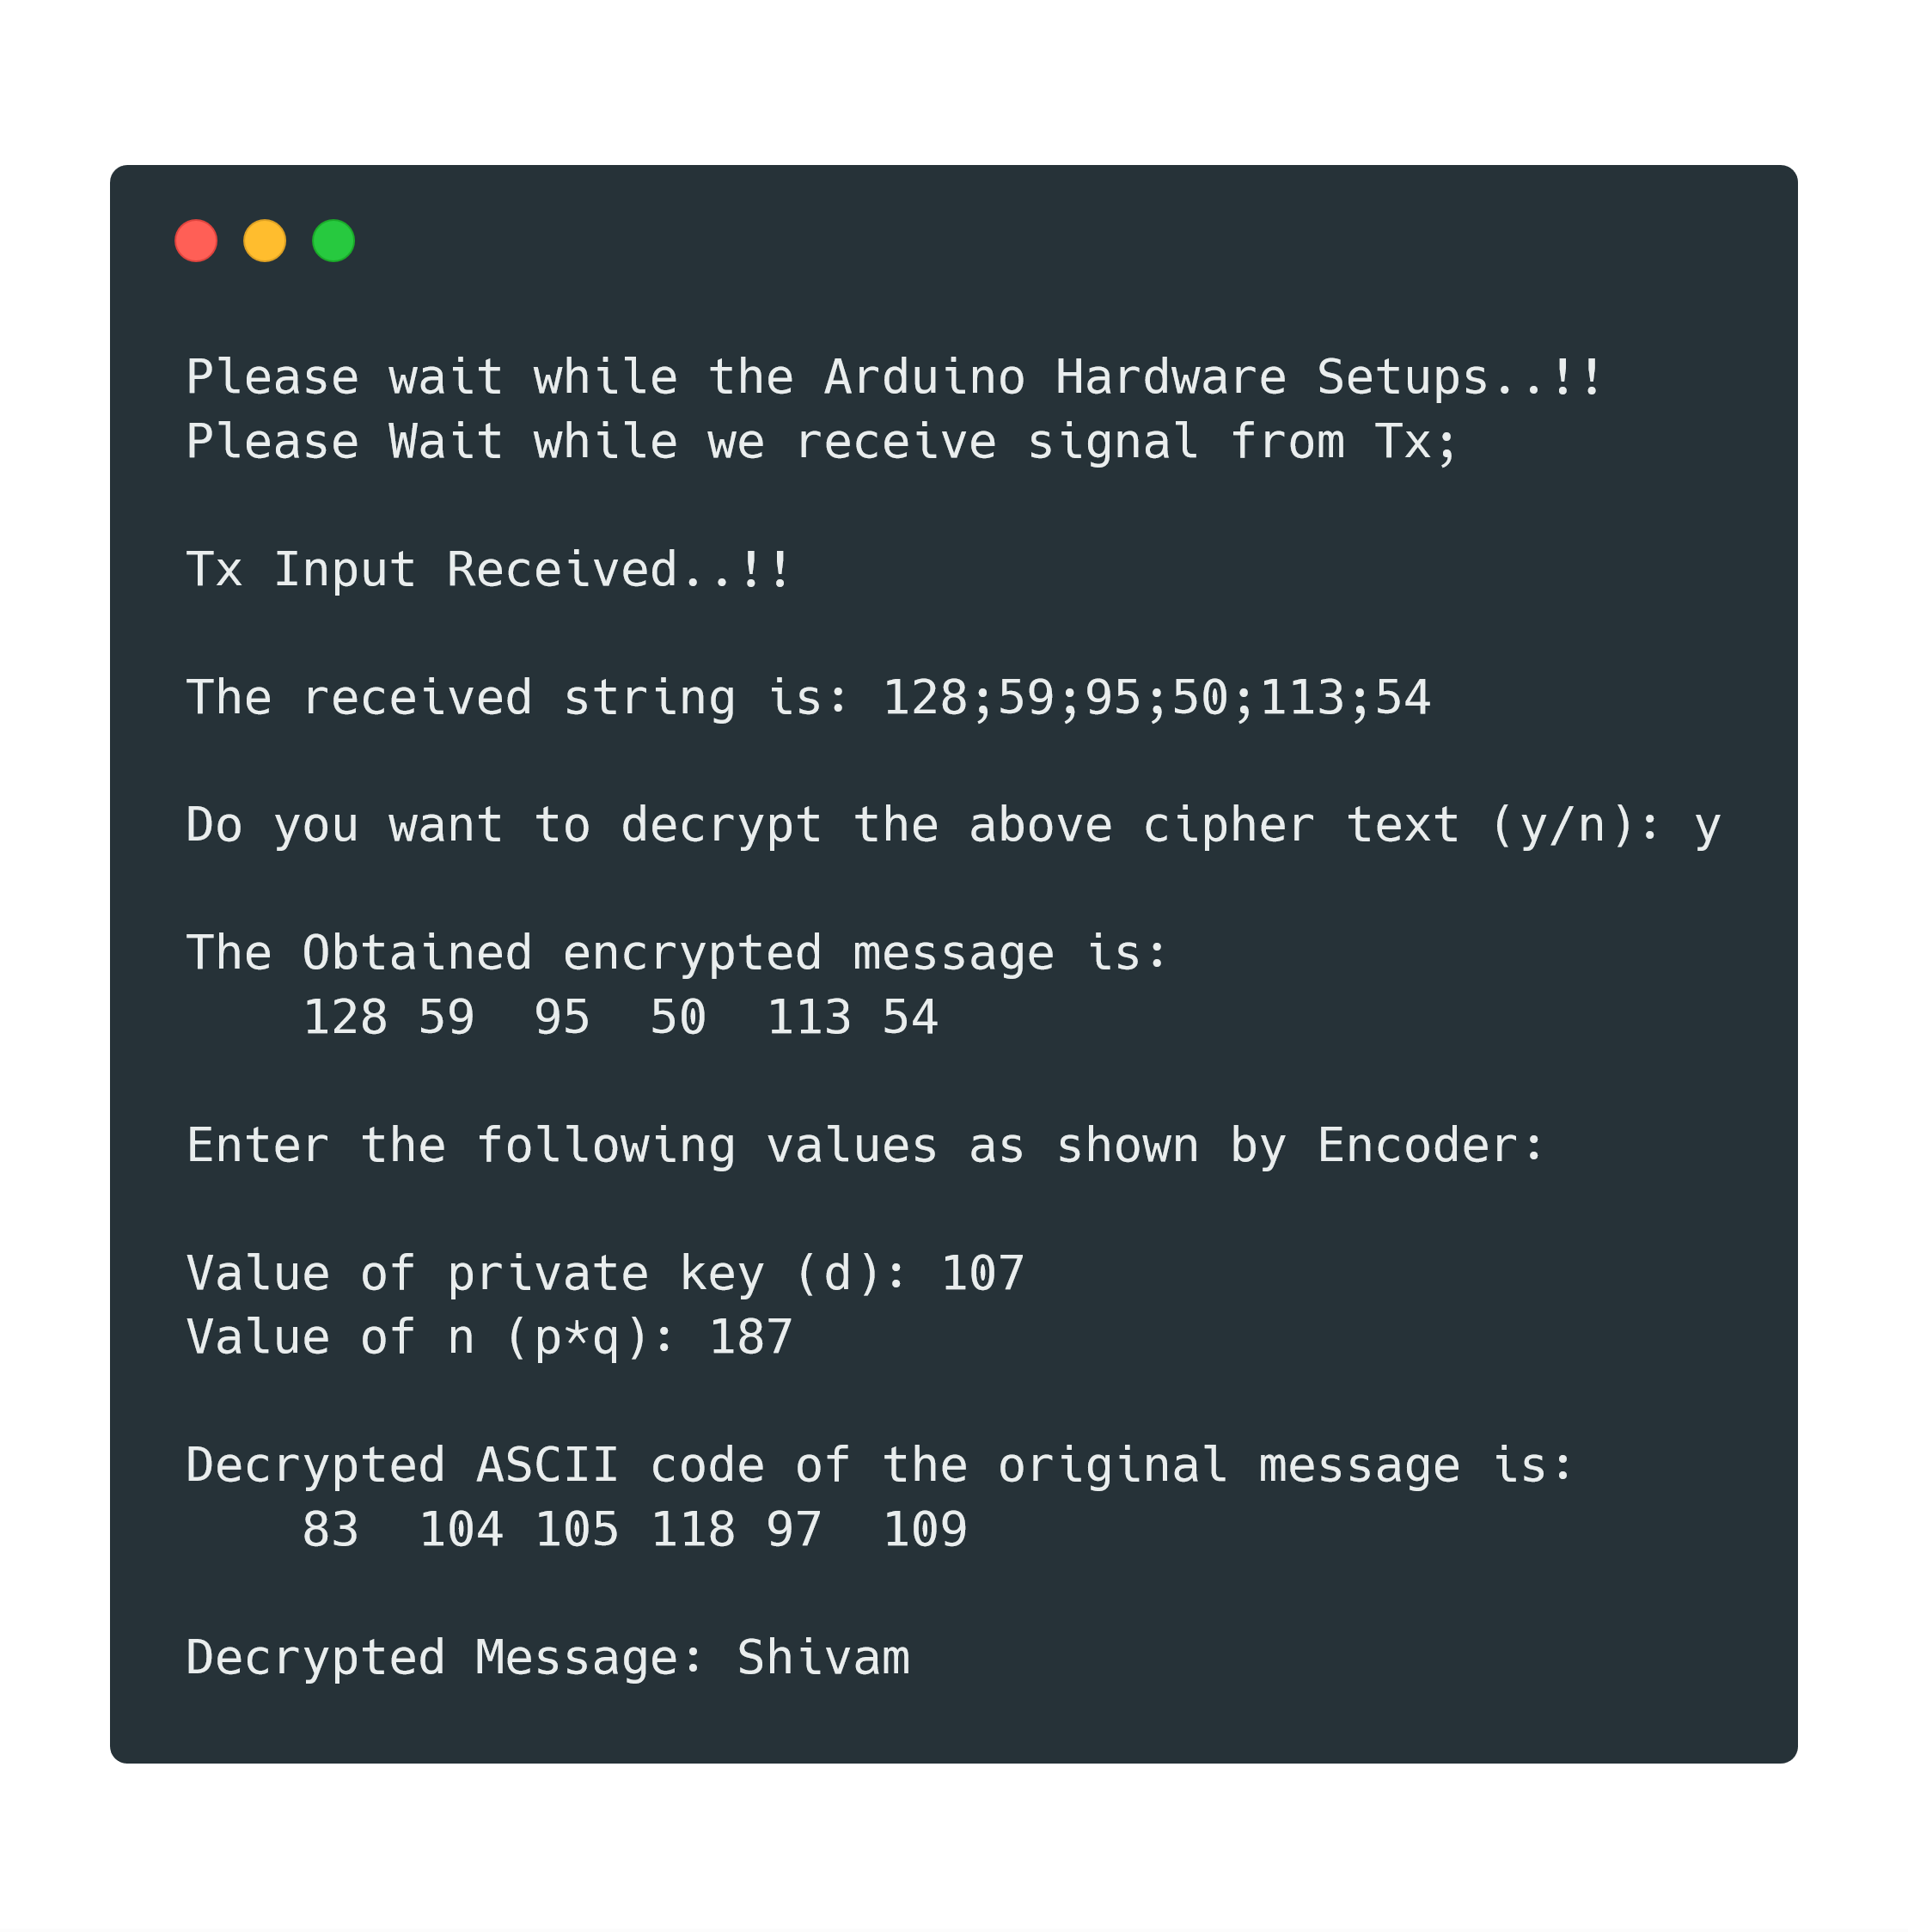 Please wait while the Arduino Hardware Setups..!!
Please Wait while we receive signal from Tx;
Tx Input Received..!!
The received string is: 128;59;95;50;113;54
Do you want to decrypt the above cipher text (y/n): y
The Obtained encrypted message is:
128 59  95  50  113 54
Enter the following values as shown by Encoder:
Value of private key (d): 107
Value of n (p*q): 187
Decrypted ASCII code of the original message is:
83  104 105 118 97  109
Decrypted Message: Shivam